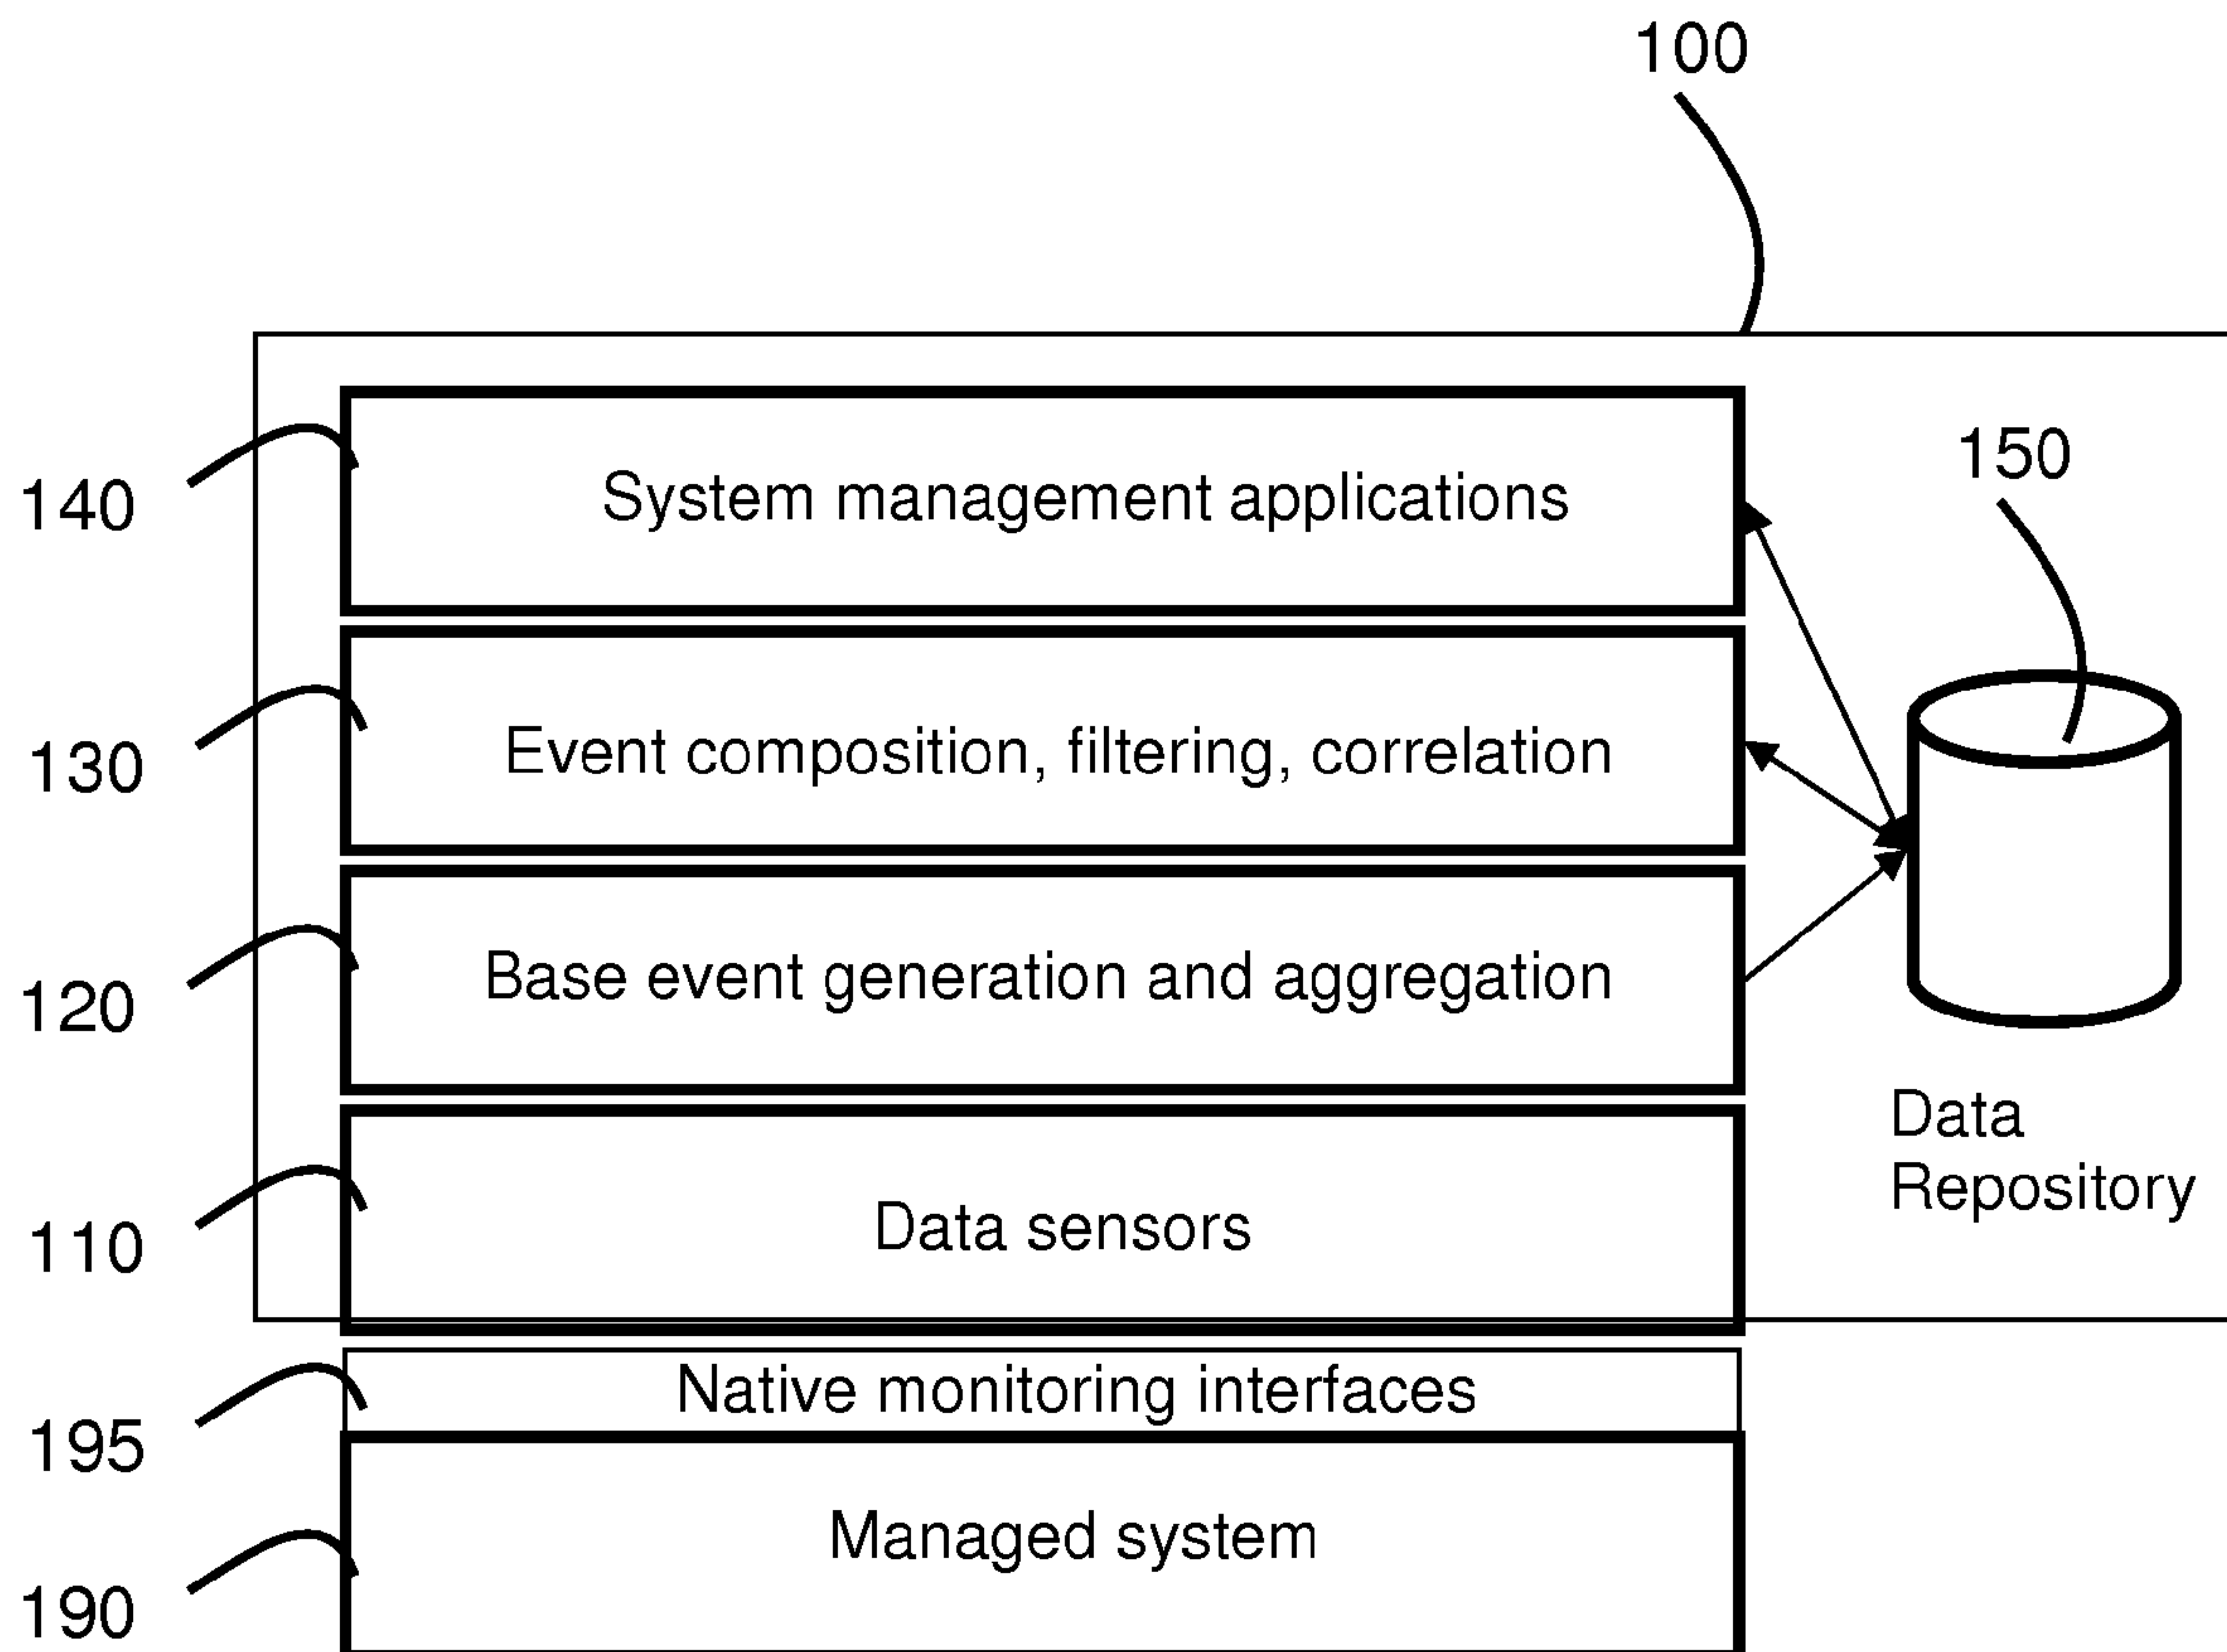 100
140
System management applications
150
130
Event composition, filtering, correlation
120
Base event generation and aggregation
Data
Repository
110
Data sensors
195
Native monitoring interfaces
190
Managed system